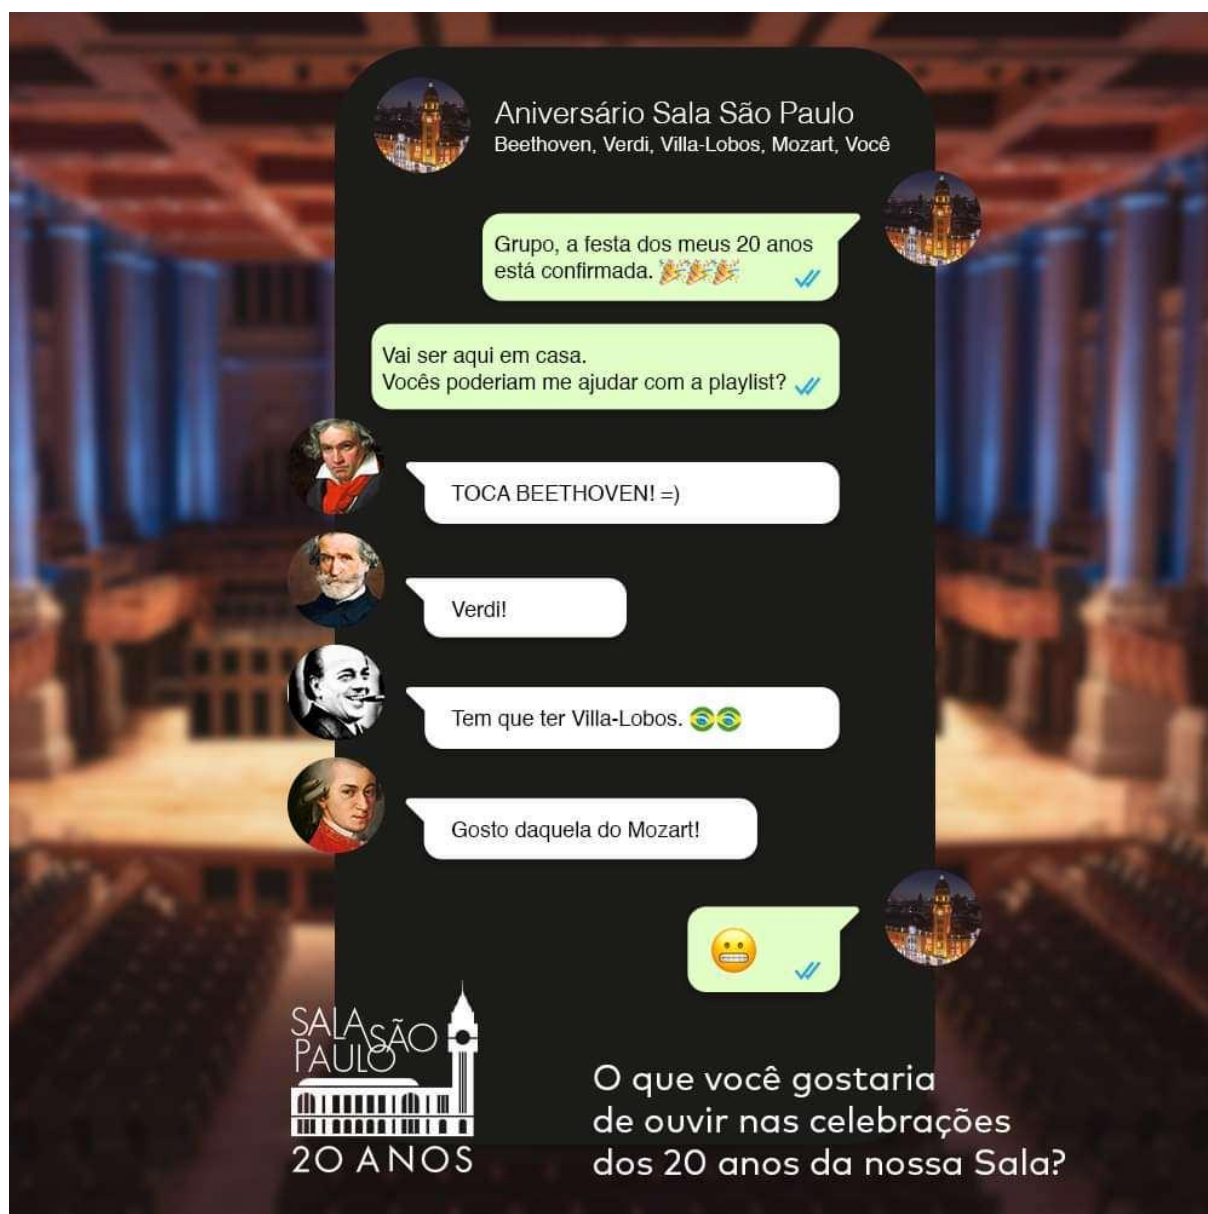 Aniversário Sala São Paulo
Beethoven, Verdi, Villa-Lobos, Mozart, Você
Grupo, a festa dos meus 20 anos
está confirmada. 🎉🎉🎉
Vai ser aqui em casa.
Vocês poderiam me ajudar com a playlist?
TOCA BEETHOVEN! =)
Verdi!
Tem que ter Villa-Lobos. 🇧🇷🇧🇷
Gosto daquela do Mozart!
😬
SALA SÃO
PAULO
20 ANOS
O que você gostaria
de ouvir nas celebrações
dos 20 anos da nossa Sala?